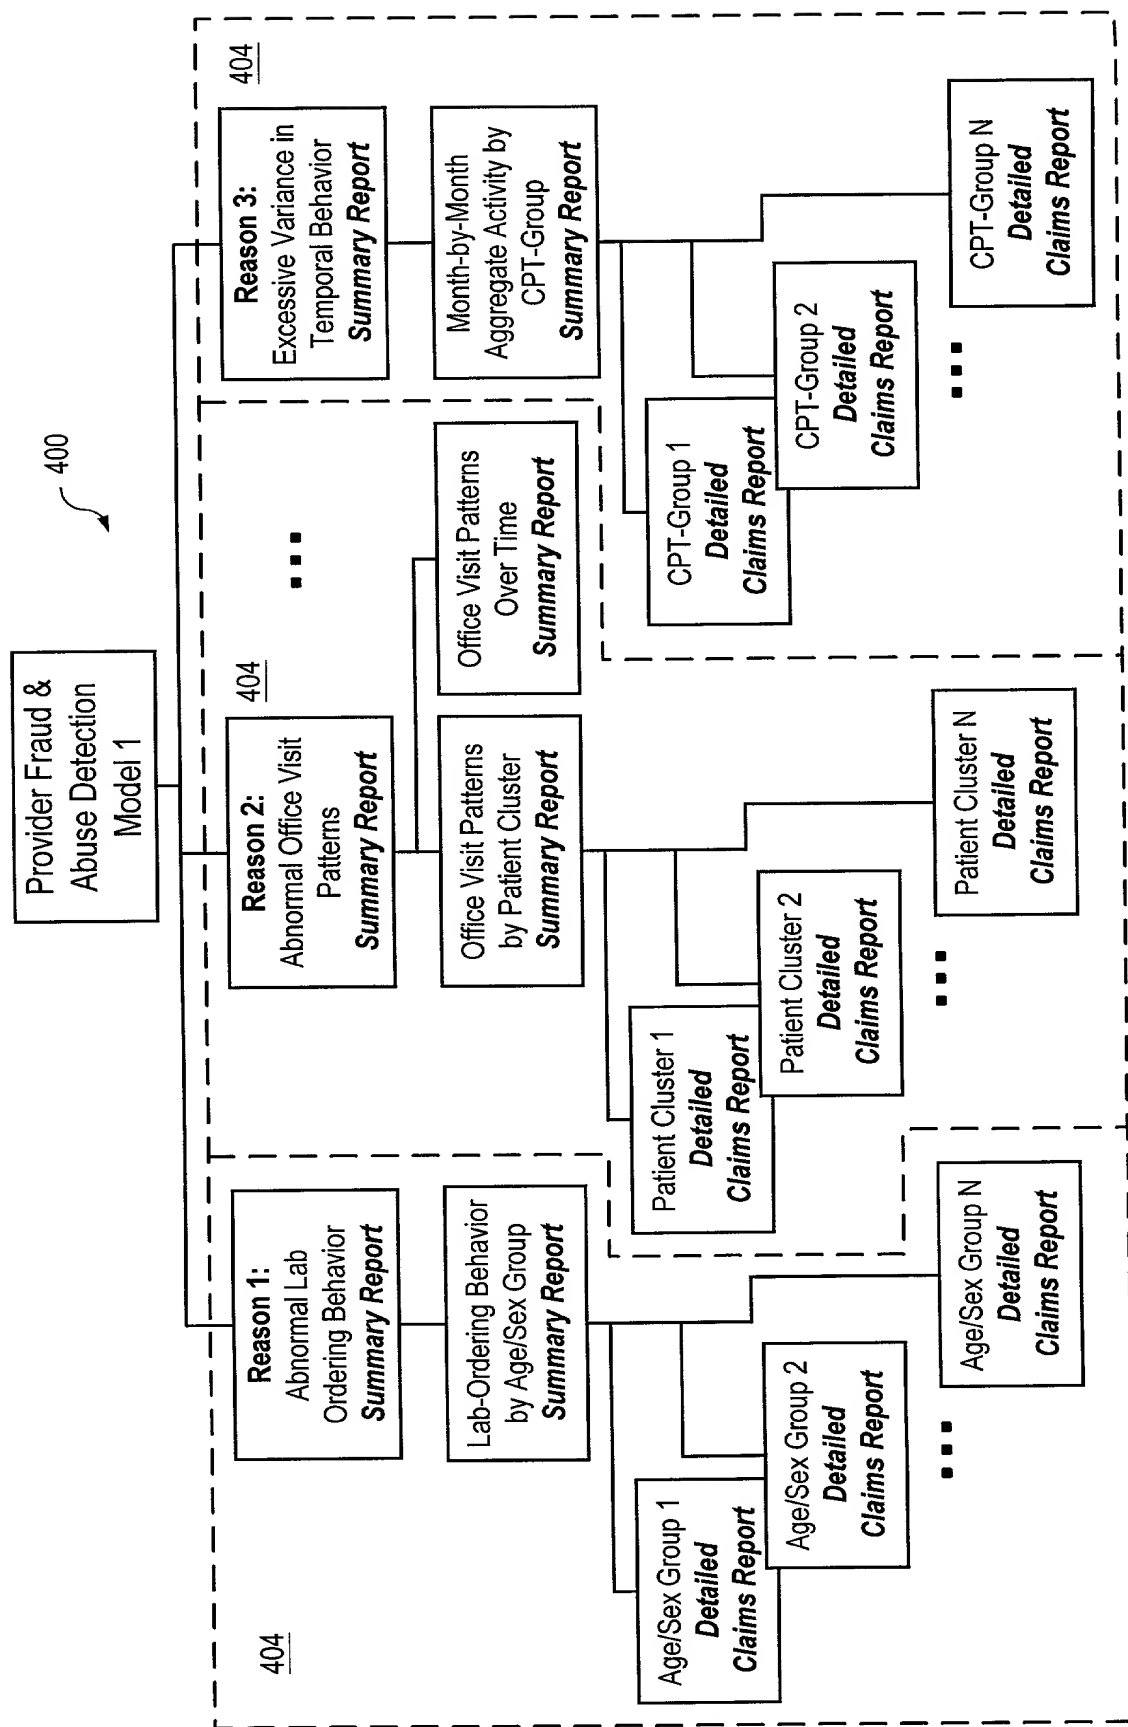 400
Provider Fraud &
Abuse Detection
Model 1
404
Reason 1:
Abnormal Lab
Ordering Behavior
Summary Report
Lab-Ordering Behavior
by Age/Sex Group
Summary Report
Age/Sex Group 1
Detailed
Claims Report
Age/Sex Group 2
Detailed
Claims Report
...
Age/Sex Group N
Detailed
Claims Report
404
Reason 2:
Abnormal Office Visit
Patterns
Summary Report
...
Office Visit Patterns
by Patient Cluster
Summary Report
Office Visit Patterns
Over Time
Summary Report
Patient Cluster 1
Detailed
Claims Report
Patient Cluster 2
Detailed
Claims Report
...
Patient Cluster N
Detailed
Claims Report
404
Reason 3:
Excessive Variance in
Temporal Behavior
Summary Report
Month-by-Month
Aggregate Activity by
CPT-Group
Summary Report
CPT-Group 1
Detailed
Claims Report
CPT-Group 2
Detailed
Claims Report
...
CPT-Group N
Detailed
Claims Report